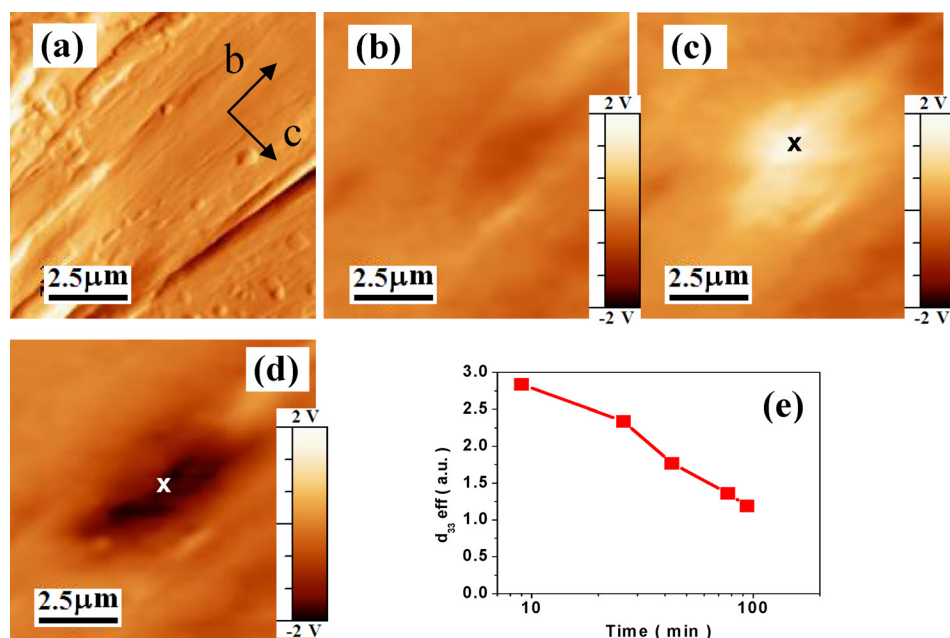 (a)
b
c
2.5μm
(b)
2 V
-2 V
2.5μm
(c)
2 V
x
-2 V
2.5μm
(d)
2 V
x
-2 V
2.5μm
(e)
3.0
2.5
2.0
1.5
1.0
0.5
0.0
d33 eff ( a.u. )
10
100
Time ( min )